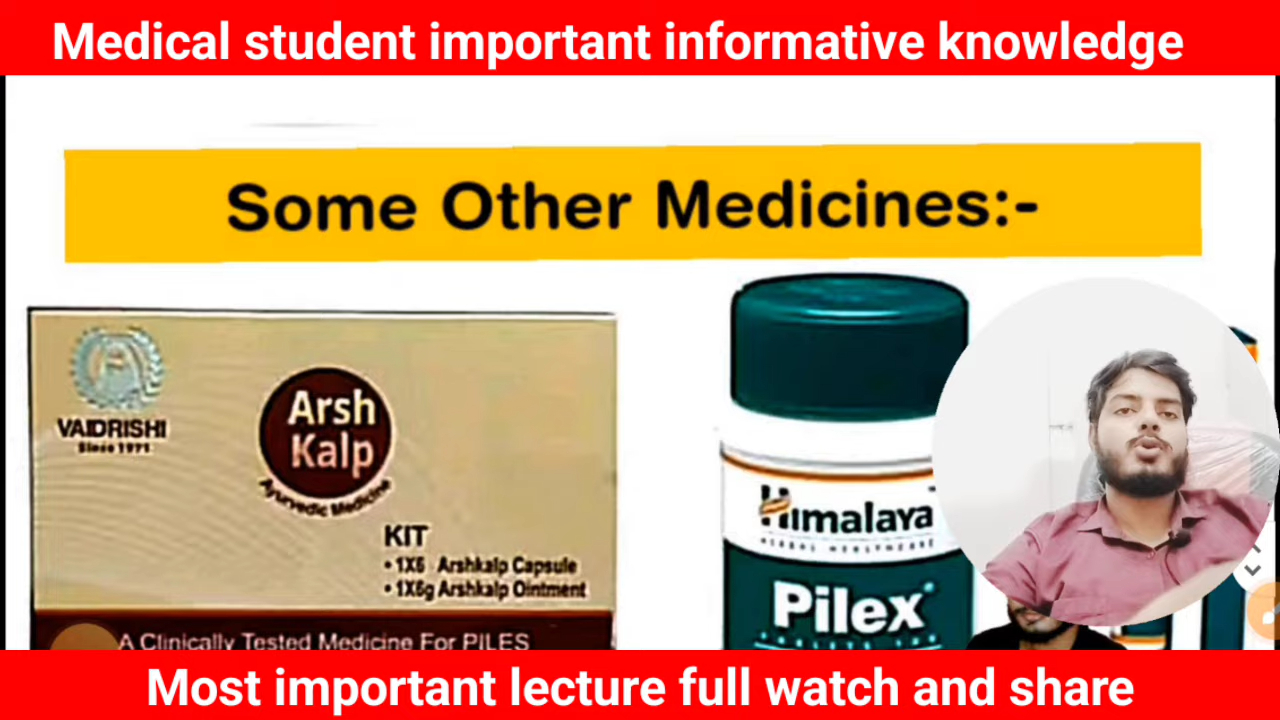 Medical student important informative knowledge
Some Other Medicines:-
VAIDRISHI
Since 1971
Arsh
Kalp
Ayurvedic Medicine
KIT
• 1X6 Arshkalp Capsule
• 1X6g Arshkalp Ointment
A Clinically Tested Medicine For PILES
Himalaya
HERBAL HEALTHCARE
Pilex
Most important lecture full watch and share